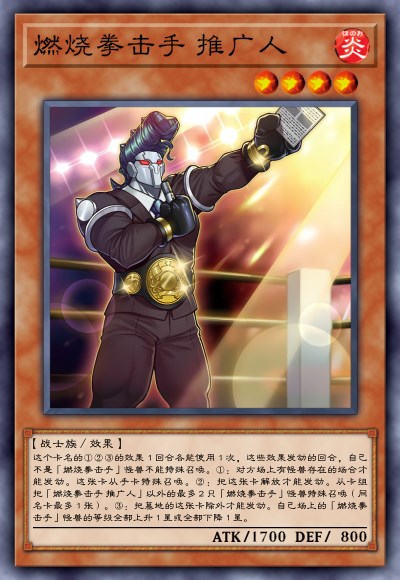 燃烧拳击手 推广人
ほのお
炎
【战士族/效果】
这个卡名的①②③的效果1回合各能使用1次,这些效果发动的回合,自
己不是「燃烧拳击手」怪兽不能特殊召唤。①:对方场上有怪兽存在的场合才
能发动。这张卡从手卡特殊召唤。②:把这张卡解放才能发动。从卡组
把「燃烧拳击手 推广人」以外的最多2只「燃烧拳击手」怪兽特殊召唤(同
名卡最多1张)。③:把墓地的这张卡除外才能发动。自己场上的「燃烧拳
击手」怪兽的等级全部上升1星或全部下降1星。
ATK/1700 DEF/ 800